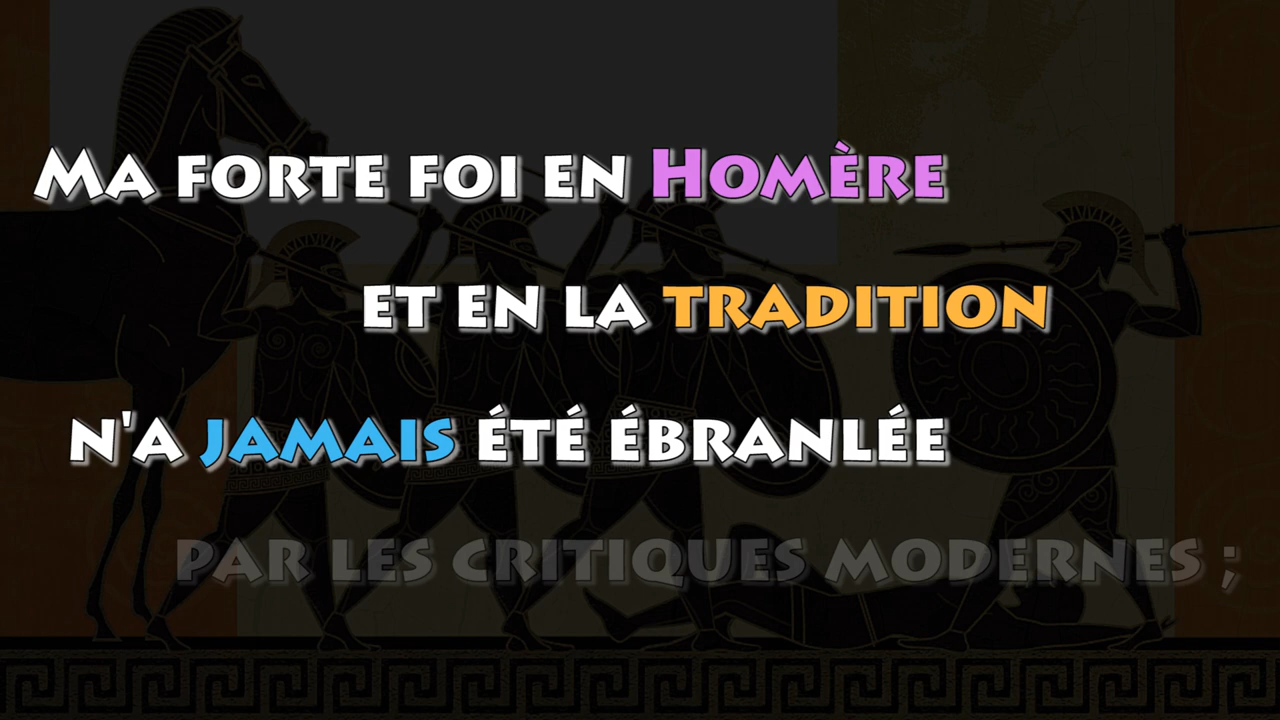 Ma forte foi en Homère
et en la tradition
n'a jamais été ébranlée
par les critiques modernes ;